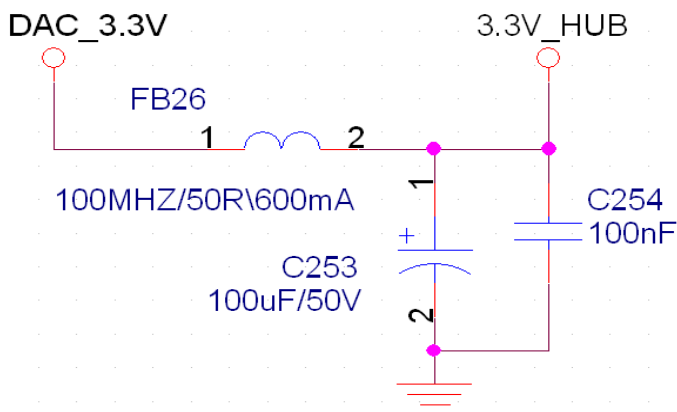 DAC_3.3V
3.3V_HUB
FB26
1
2
100MHZ/50R\600mA
1
+
C253
100uF/50V
2
C254
100nF